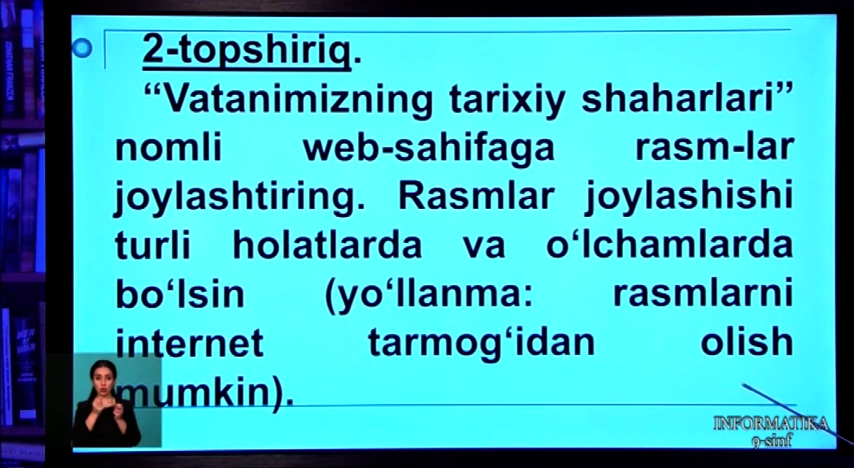 2-topshiriq.
“Vatanimizning tarixiy shaharlari”
nomli web-sahifaga rasm-lar
joylashtiring. Rasmlar joylashishi
turli holatlarda va o‘lchamlarda
bo‘lsin (yo‘llanma: rasmlarni
internet tarmog‘idan olish
mumkin).
INFORMATIKA
9-sinf